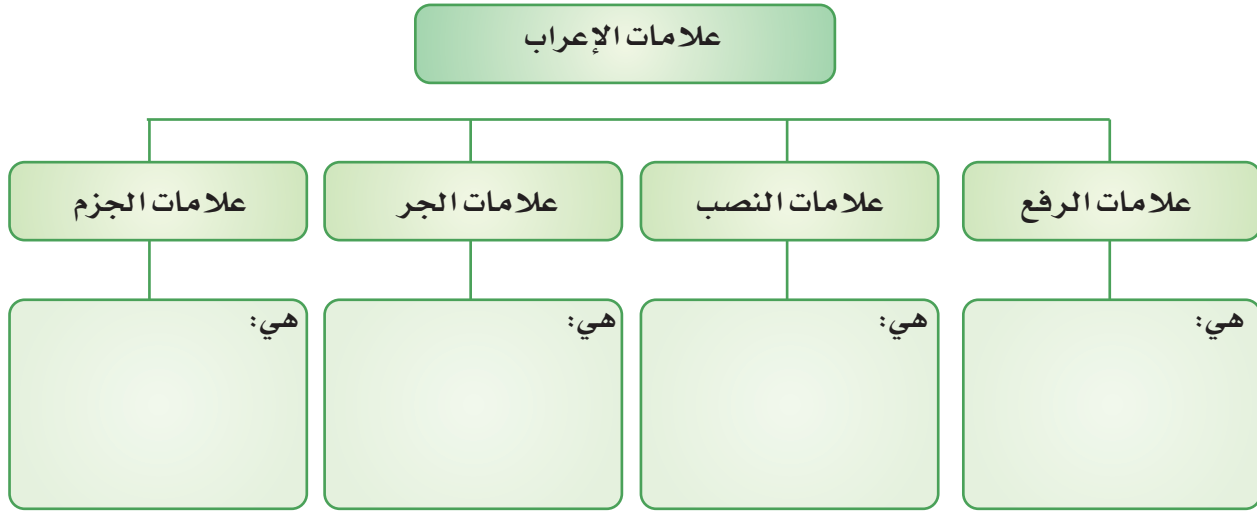 علامات الإعراب
علامات الرفع
علامات النصب
علامات الجر
علامات الجزم
هي:
هي:
هي:
هي: